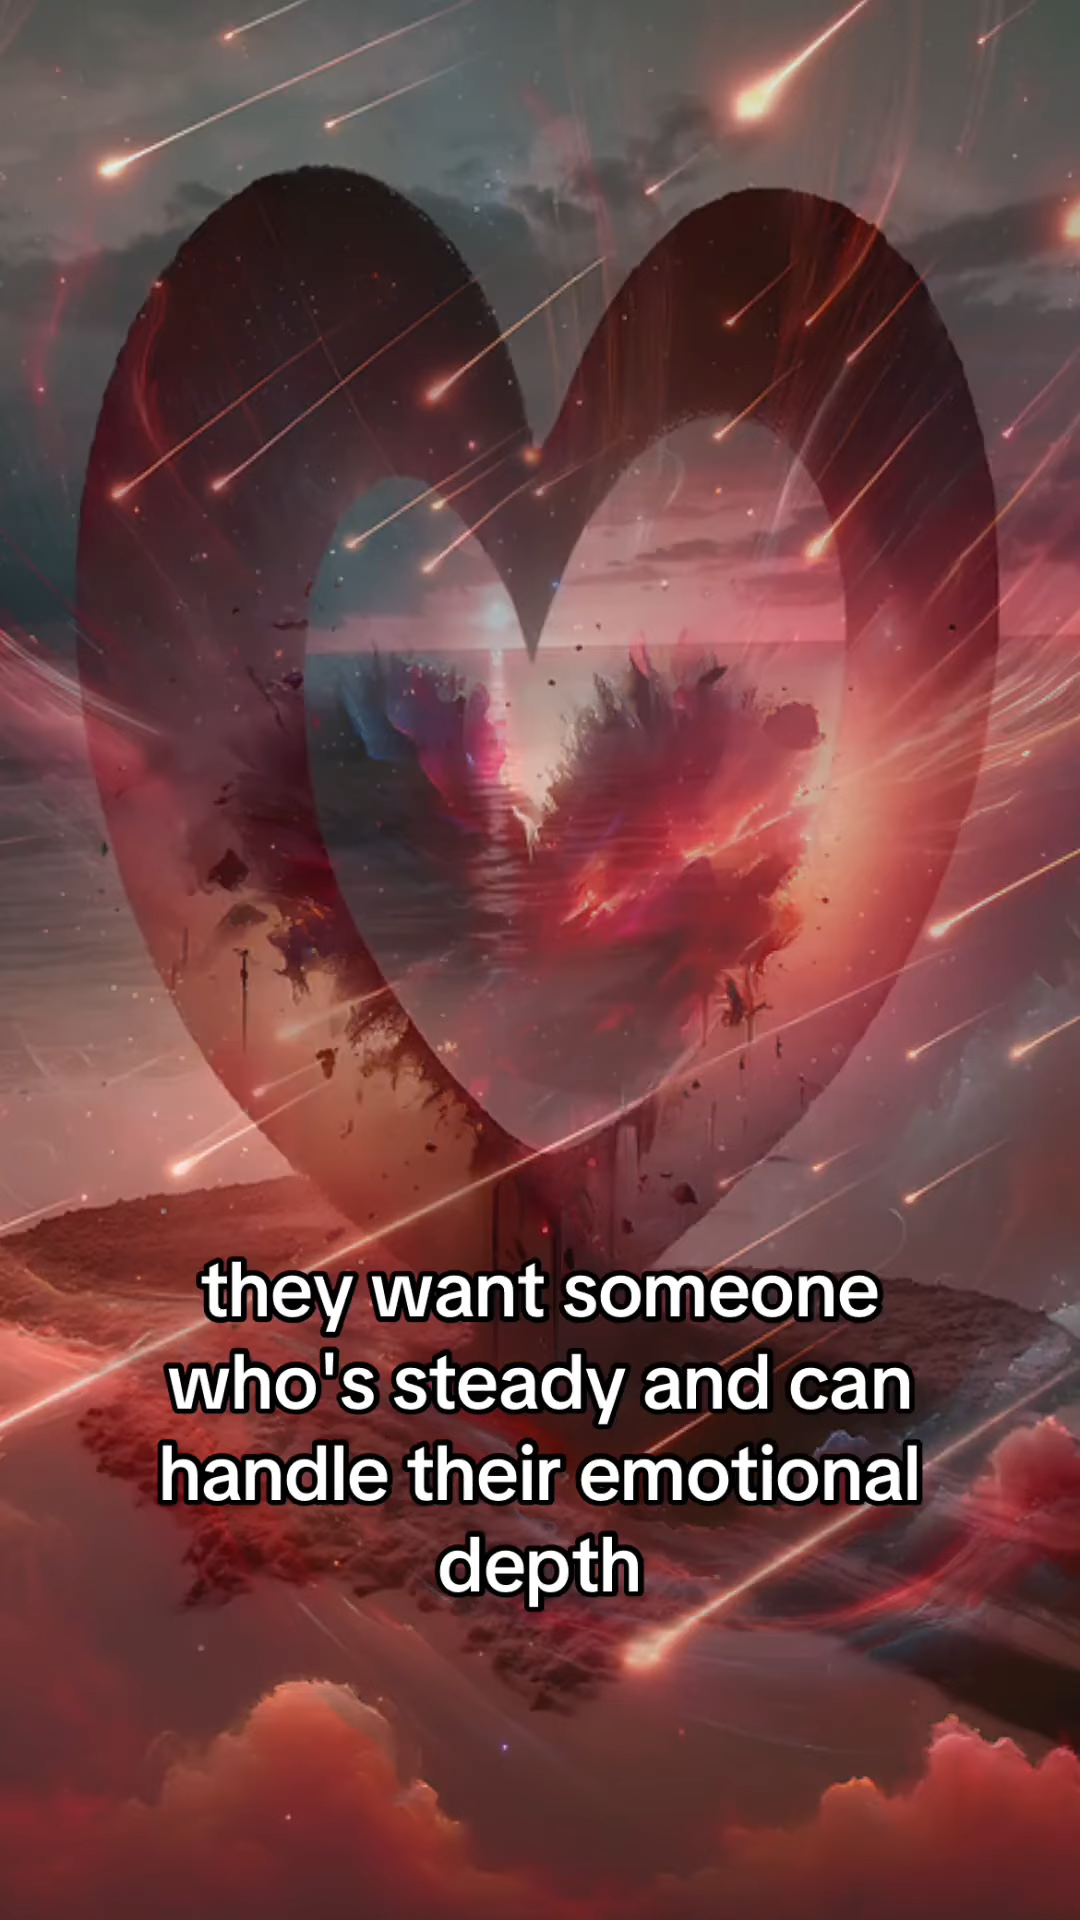 they want someone
who's steady and can
handle their emotional
depth